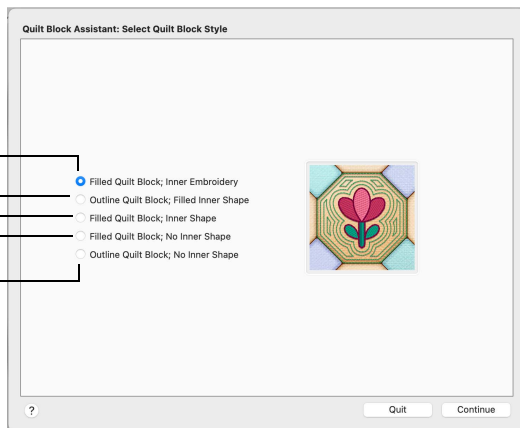 Quilt Block Assistant: Select Quilt Block Style
Filled Quilt Block; Inner Embroidery
Outline Quilt Block; Filled Inner Shape
Filled Quilt Block; Inner Shape
Filled Quilt Block; No Inner Shape
Outline Quilt Block; No Inner Shape
? Quit Continue